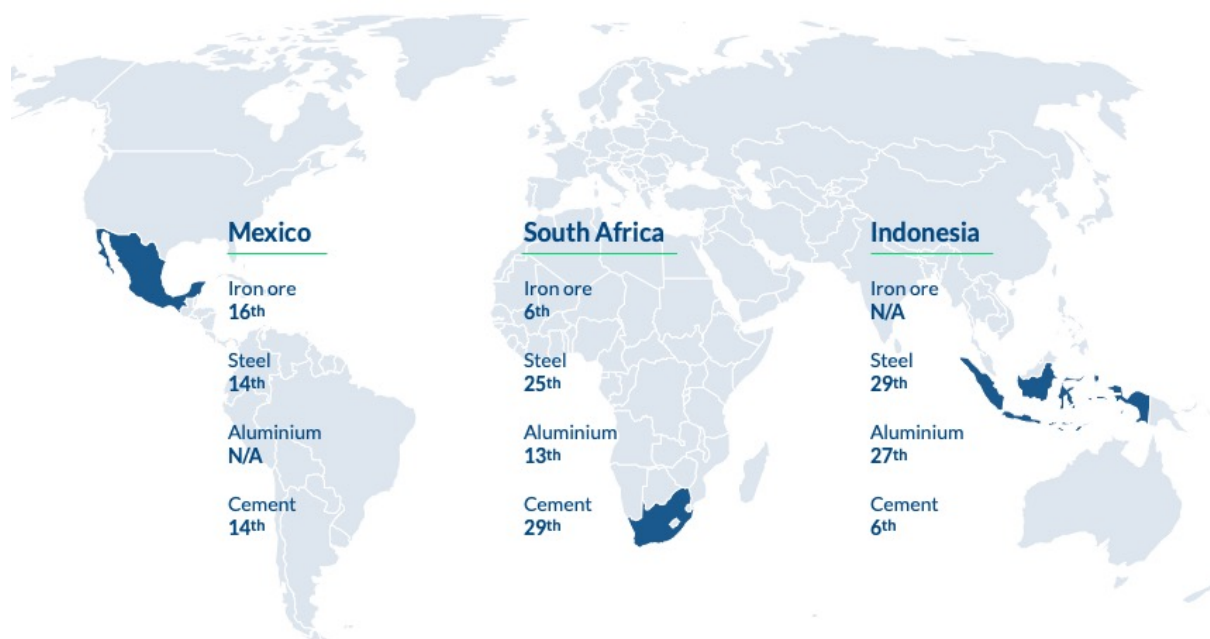 Mexico
Iron ore
16th
Steel
14th
Aluminium
N/A
Cement
14th
South Africa
Iron ore
6th
Steel
25th
Aluminium
13th
Cement
29th
Indonesia
Iron ore
N/A
Steel
29th
Aluminium
27th
Cement
6th